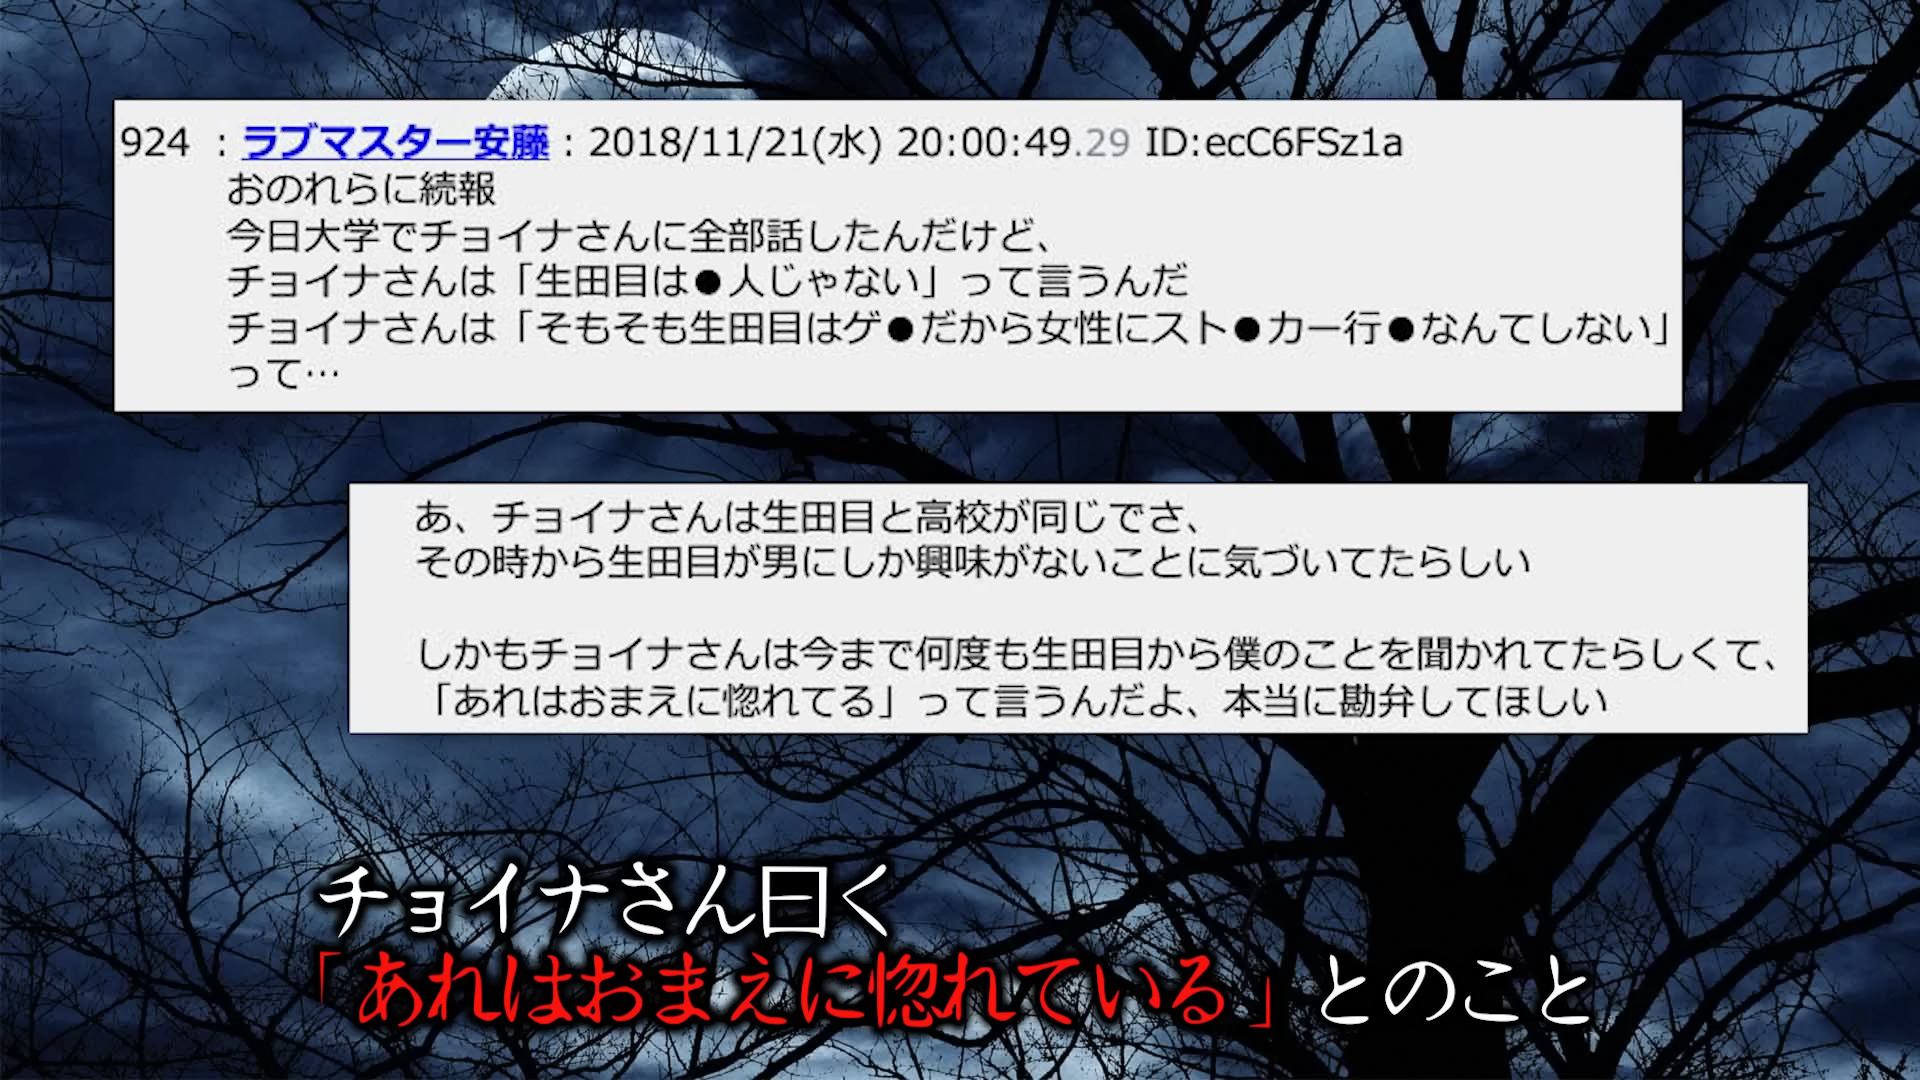 924 ：ラブマスター安藤：2018/11/21(水) 20:00:49.29 ID:ecC6FSz1a
おのれらに続報
今日大学でチョイナさんに全部話したんだけど、
チョイナさんは「生田目は●人じゃない」って言うんだ
チョイナさんは「そもそも生田目はゲ●だから女性にスト●カー行●なんてしない」
って…
あ、チョイナさんは生田目と高校が同じでさ、
その時から生田目が男にしか興味がないことに気づいてたらしい
しかもチョイナさんは今まで何度も生田目から僕のことを聞かれてたらしくて、
「あれはおまえに惚れてる」って言うんだよ、本当に勘弁してほしい
チョイナさん曰く
「あれはおまえに惚れている」とのこと